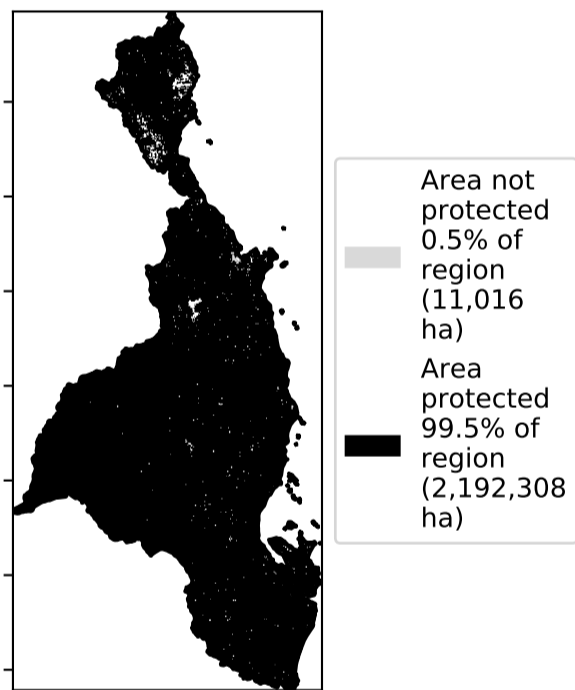 Area not
protected
0.5% of
region
(11,016
ha)
Area
protected
99.5% of
region
(2,192,308
ha)